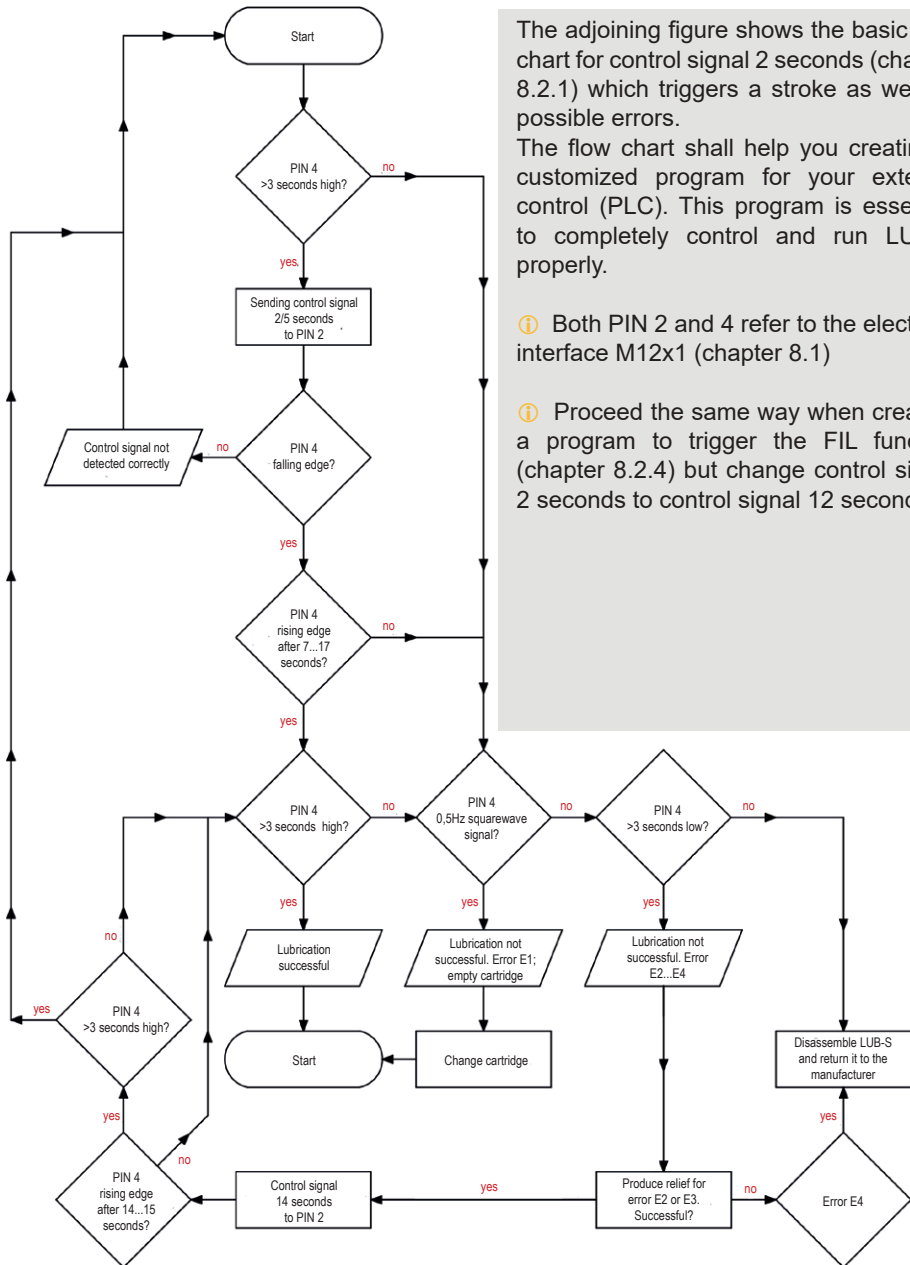 Start
PIN 4
>3 seconds high?
no
yes
Sending control signal
2/5 seconds
to PIN 2
PIN 4
falling edge?
no
Control signal not
detected correctly
yes
PIN 4
rising edge
after 7...17
seconds?
no
yes
PIN 4
>3 seconds high?
no
yes
Lubrication
successful
Start
PIN 4
0,5Hz squarewave
signal?
no
yes
Lubrication not
successful. Error E1;
empty cartridge
Change cartridge
PIN 4
>3 seconds low?
no
yes
Lubrication not
successful. Error
E2...E4
Disassemble LUB-S
and return it to the
manufacturer
yes
Error E4
no
Produce relief for
error E2 or E3.
Successful?
yes
Control signal
14 seconds
to PIN 2
PIN 4
rising edge
after 14...15
seconds?
no
yes
PIN 4
>3 seconds high?
no
yes
The adjoining figure shows the basic
chart for control signal 2 seconds (cha
8.2.1) which triggers a stroke as we
possible errors.
The flow chart shall help you creatin
customized program for your exte
control (PLC). This program is esse
to completely control and run LU
properly.
Both PIN 2 and 4 refer to the elect
interface M12x1 (chapter 8.1)
Proceed the same way when crea
a program to trigger the FIL func
(chapter 8.2.4) but change control si
2 seconds to control signal 12 secon